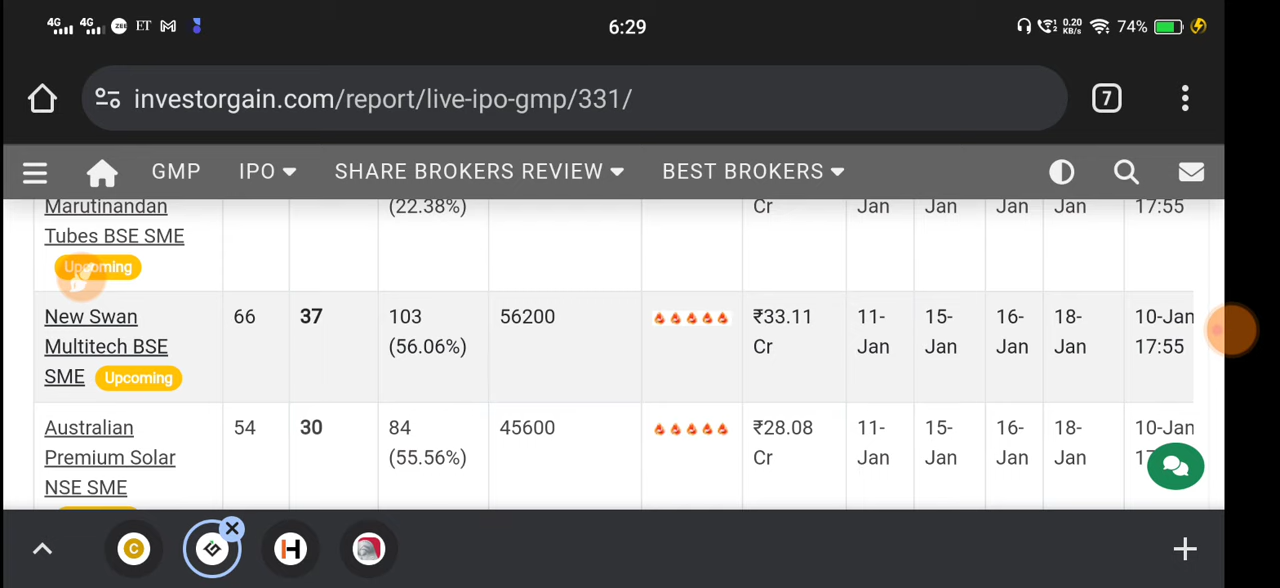 4G 4G ZEE ET M 6:29 0.20 KB/s 74%
investorgain.com/report/live-ipo-gmp/331/ 7
GMP IPO SHARE BROKERS REVIEW BEST BROKERS
Marutinandan (22.38%) Cr Jan Jan Jan Jan 17:55
Tubes BSE SME
Upcoming
New Swan 66 37 103 56200 ₹33.11 11- 15- 16- 18- 10-Jan
Multitech BSE (56.06%) Cr Jan Jan Jan Jan 17:55
SME Upcoming
Australian 54 30 84 45600 ₹28.08 11- 15- 16- 18- 10-Jan
Premium Solar (55.56%) Cr Jan Jan Jan Jan
NSE SME
C H